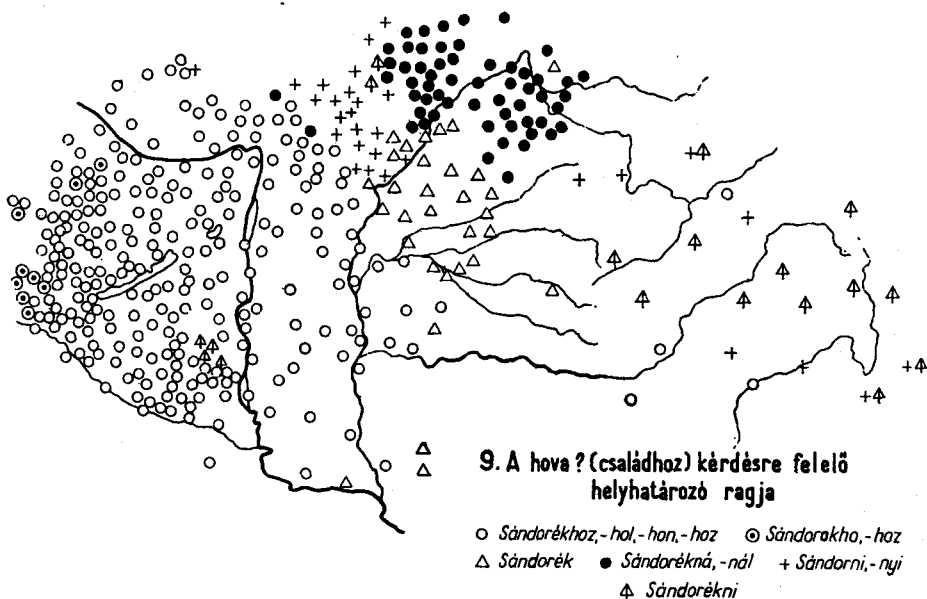 9. A hova? (családhoz) kérdésre felelő
helyhatározó ragja
Sándorékhoz,-hol,-hon,-hoz Sándorokho,-hoz
Sándorék Sándorékná,-nál Sándorni,-nyi
Sándorékni